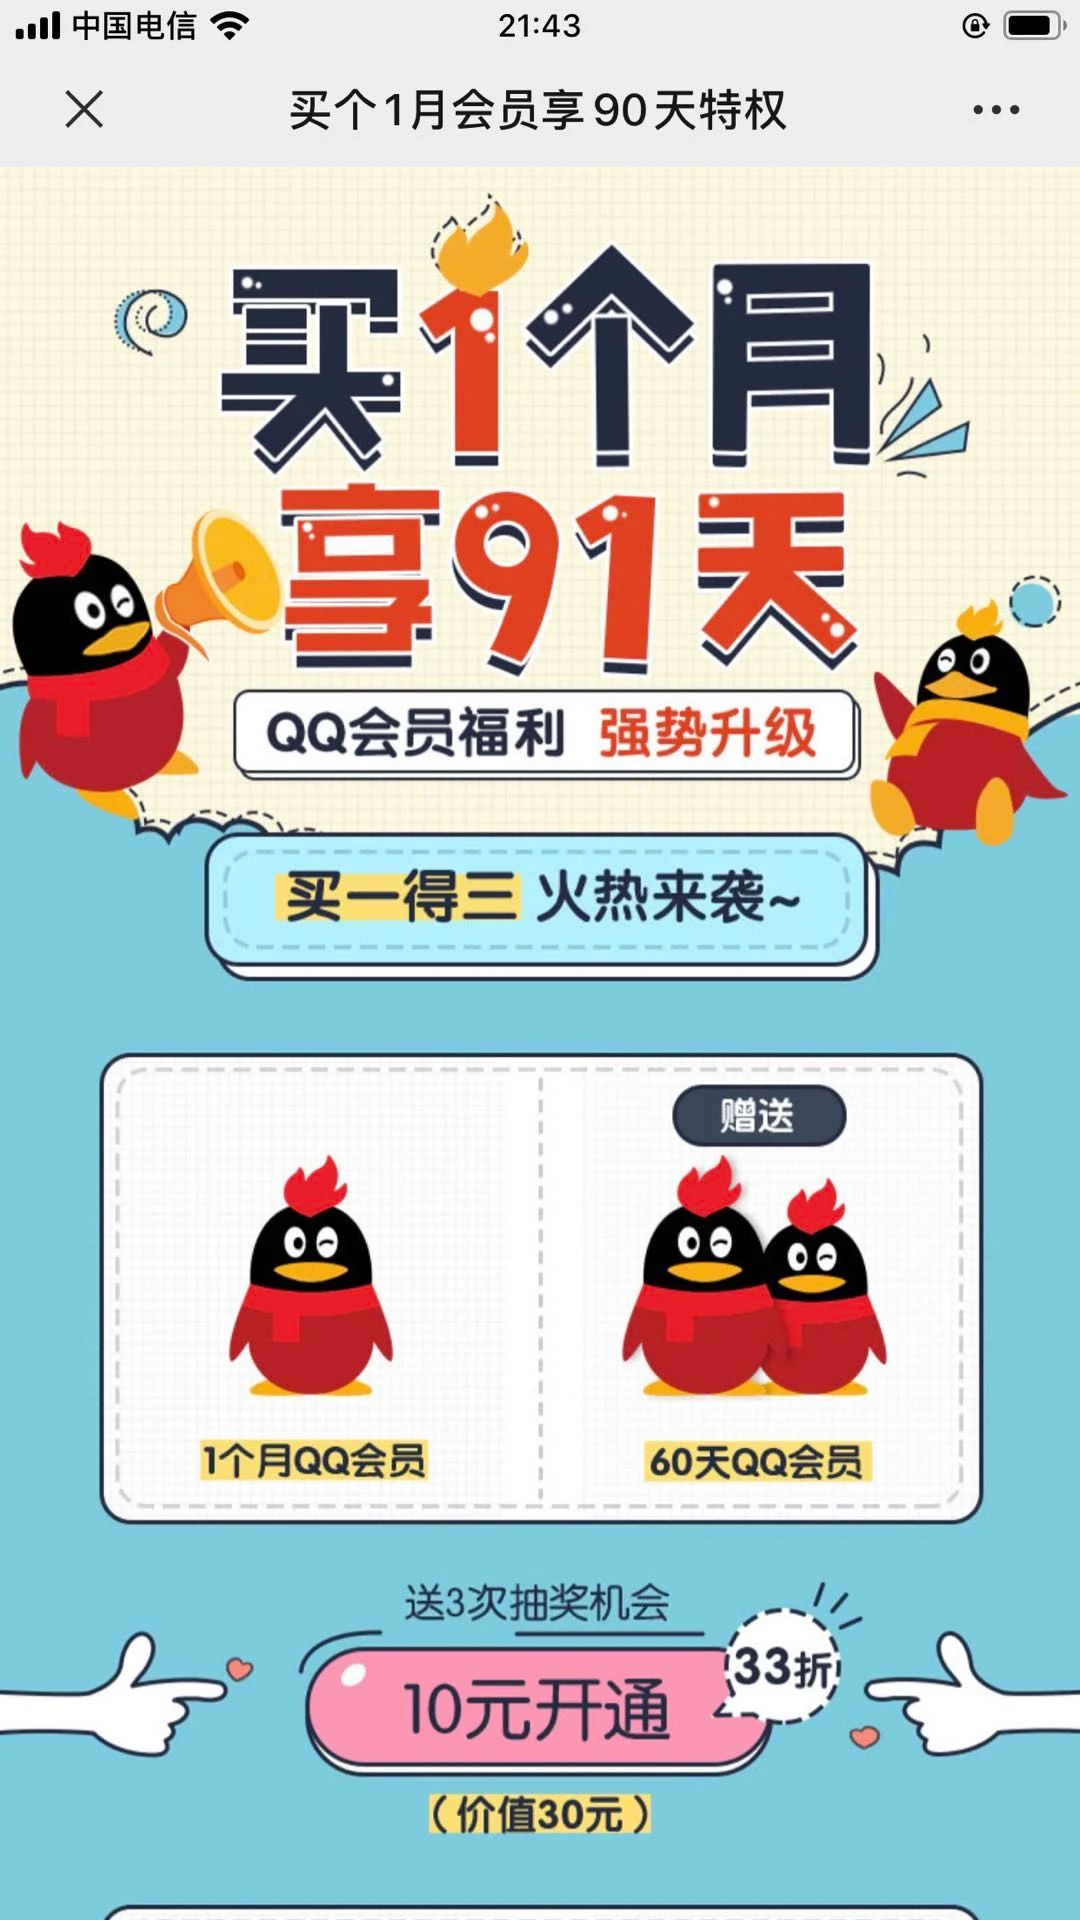 中国电信
21:43
买个1月会员享90天特权
买1个月
享91天
QQ会员福利 强势升级
买一得三 火热来袭~
赠送
1个月QQ会员
60天QQ会员
送3次抽奖机会
10元开通
33折
（价值30元）